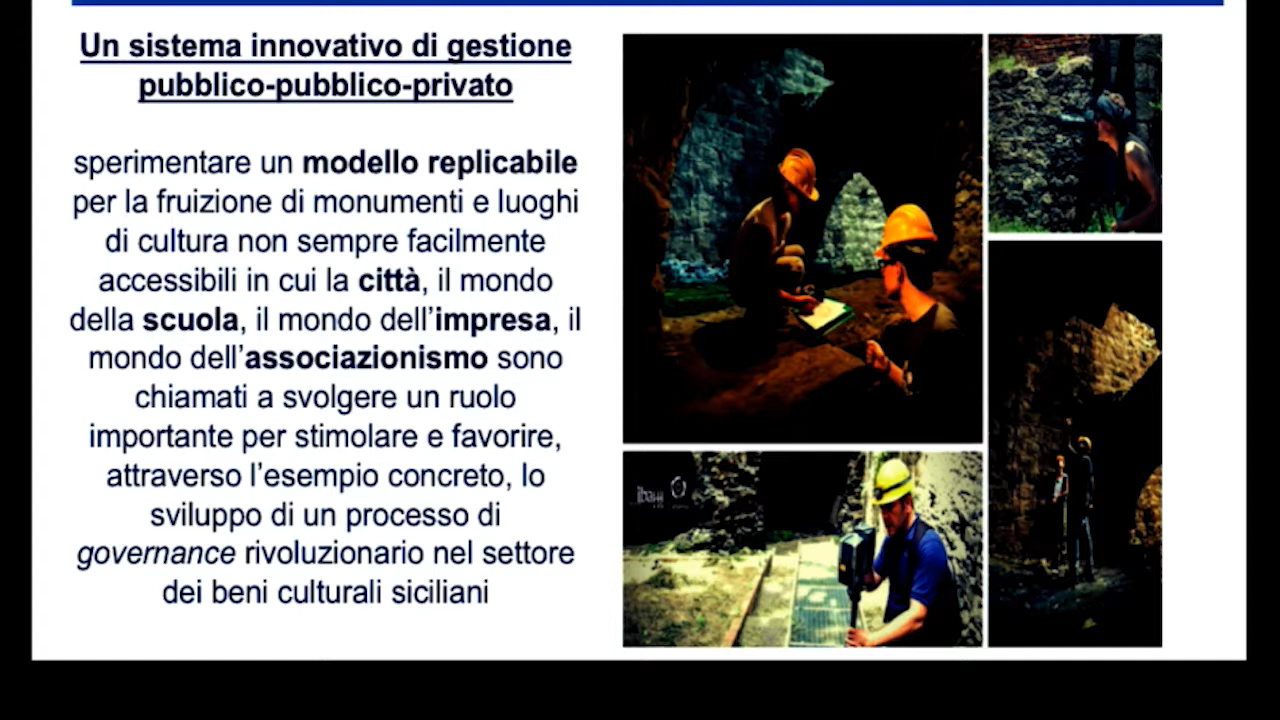 Un sistema innovativo di gestione
pubblico-pubblico-privato
sperimentare un modello replicabile
per la fruizione di monumenti e luoghi
di cultura non sempre facilmente
accessibili in cui la città, il mondo
della scuola, il mondo dell’impresa, il
mondo dell’associazionismo sono
chiamati a svolgere un ruolo
importante per stimolare e favorire,
attraverso l’esempio concreto, lo
sviluppo di un processo di
governance rivoluzionario nel settore
dei beni culturali siciliani